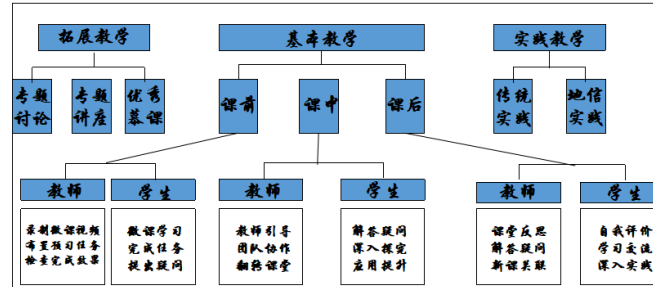 拓展教学
基本教学
实践教学
专题
讨论
专题
讲座
优秀
慕课
课前
课中
课后
传统
实践
地信
实践
教师
学生
教师
学生
教师
学生
录制微课视频
布置预习任务
检查完成效果
微课学习
完成任务
提出疑问
教师引导
团队协作
翻转课堂
解答疑问
深入探究
应用提升
课堂反思
解答疑问
新课关联
自我评价
学习交流
深入实践